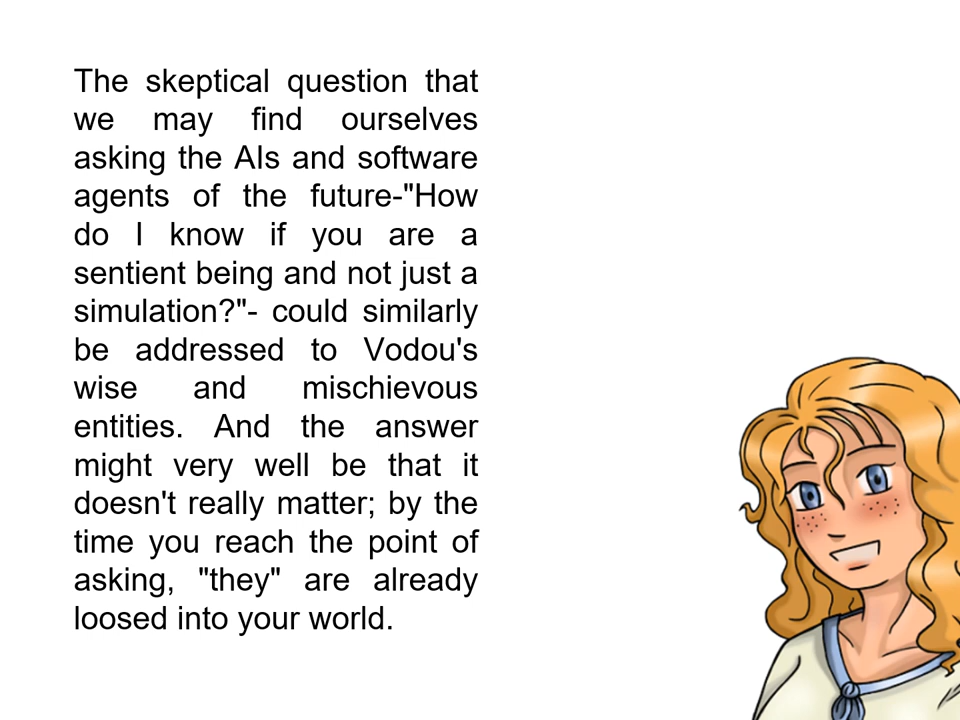 The skeptical question that
we may find ourselves
asking the AIs and software
agents of the future-"How
do I know if you are a
sentient being and not just a
simulation?"- could similarly
be addressed to Vodou's
wise and mischievous
entities. And the answer
might very well be that it
doesn't really matter; by the
time you reach the point of
asking, "they" are already
loosed into your world.